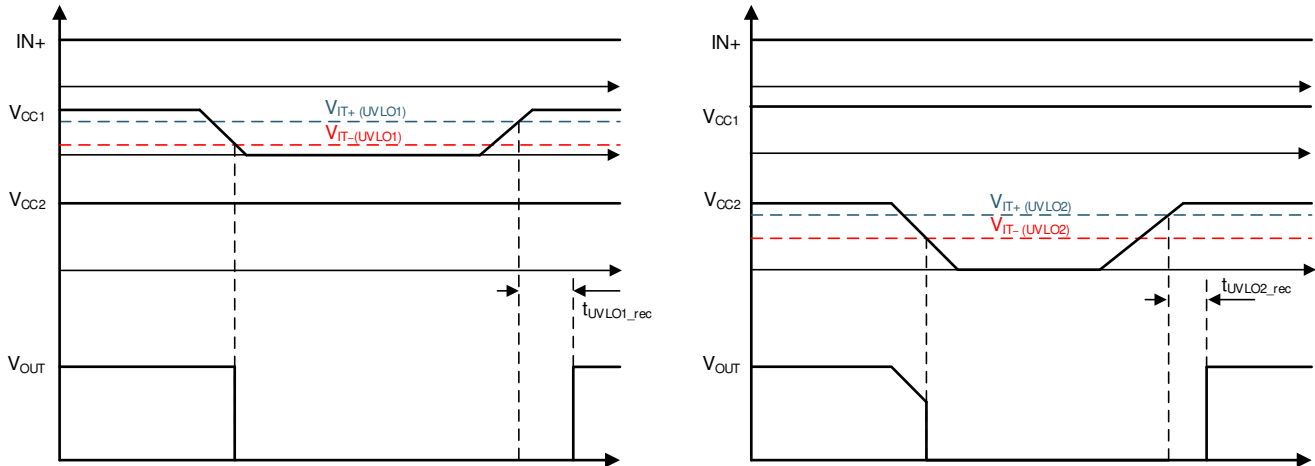 IN+
VCC1
VIT+ (UVLO1)
VIT–(UVLO1)
VCC2
tUVLO1_rec
VOUT
IN+
VCC1
VCC2
VIT+ (UVLO2)
VIT– (UVLO2)
tUVLO2_rec
VOUT